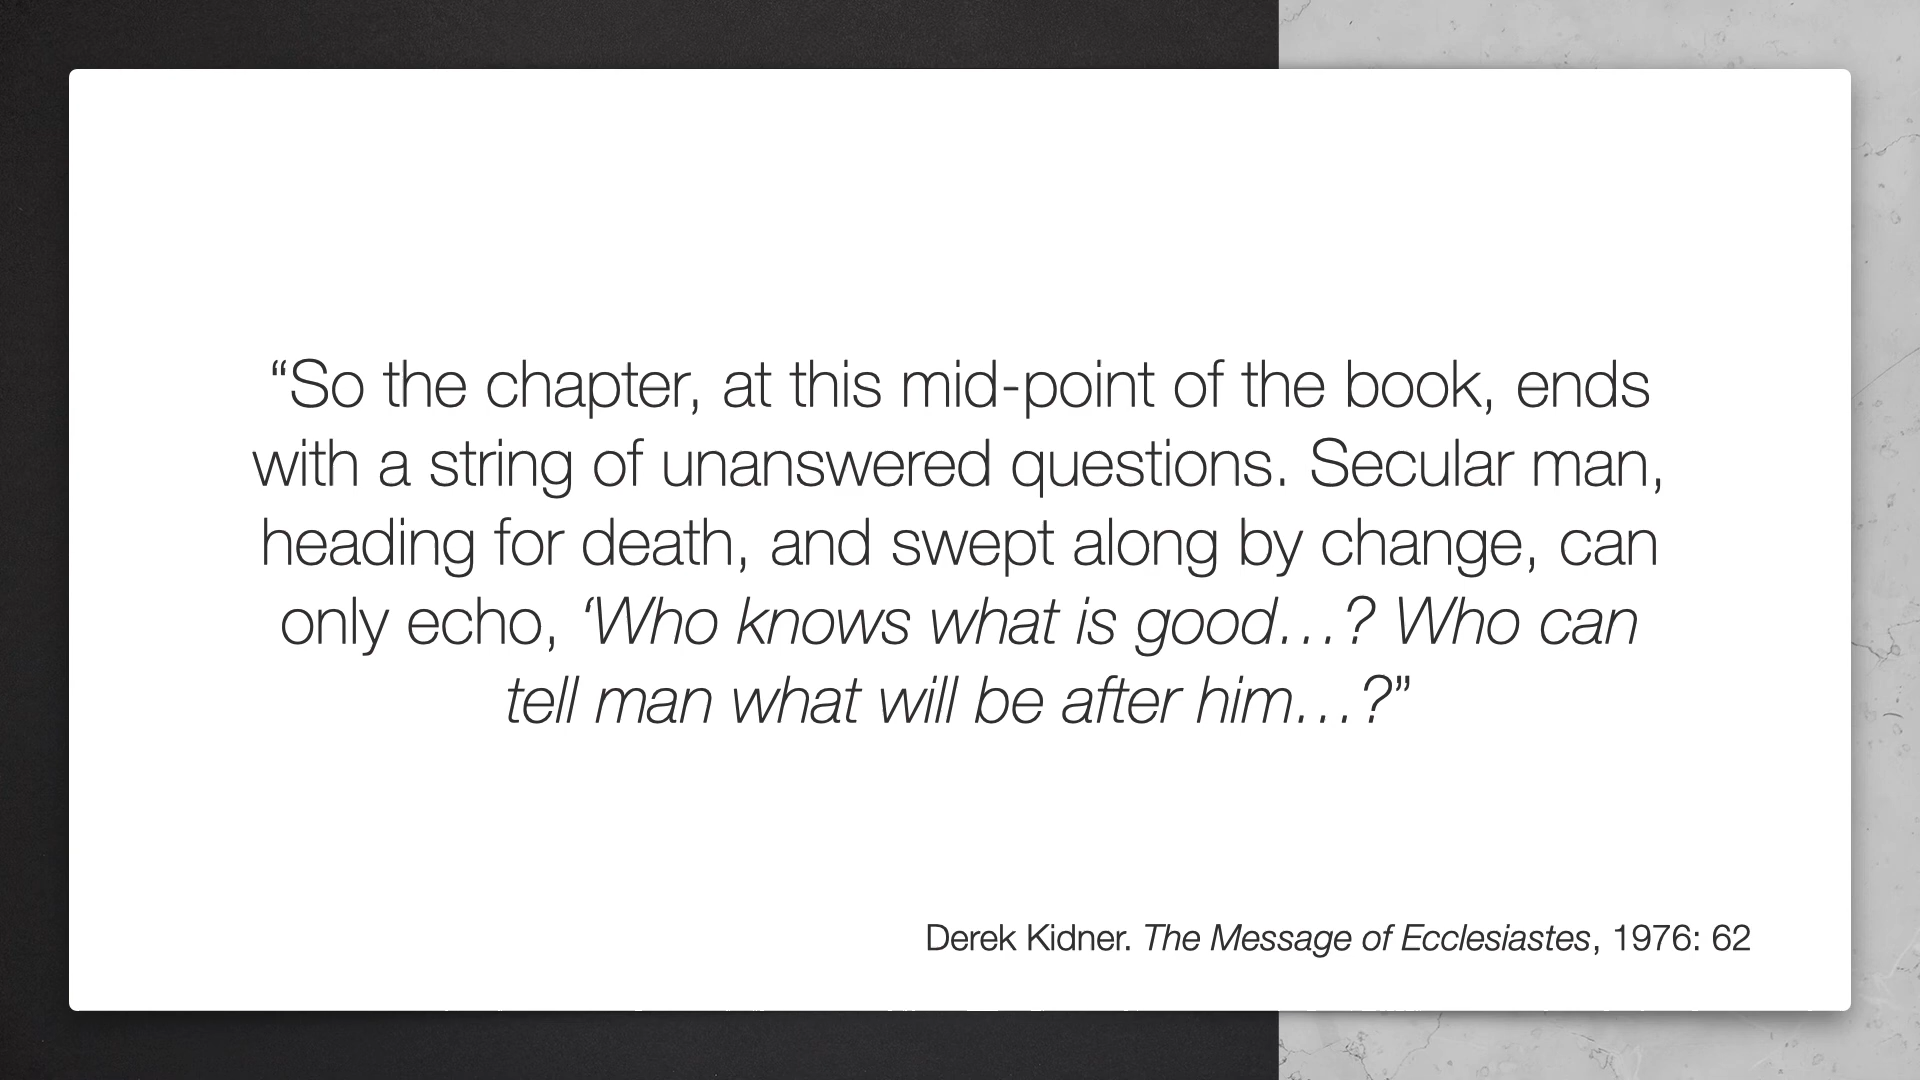 “So the chapter, at this mid-point of the book, ends
with a string of unanswered questions. Secular man,
heading for death, and swept along by change, can
only echo, ‘Who knows what is good…? Who can
tell man what will be after him…?”
Derek Kidner. The Message of Ecclesiastes, 1976: 62